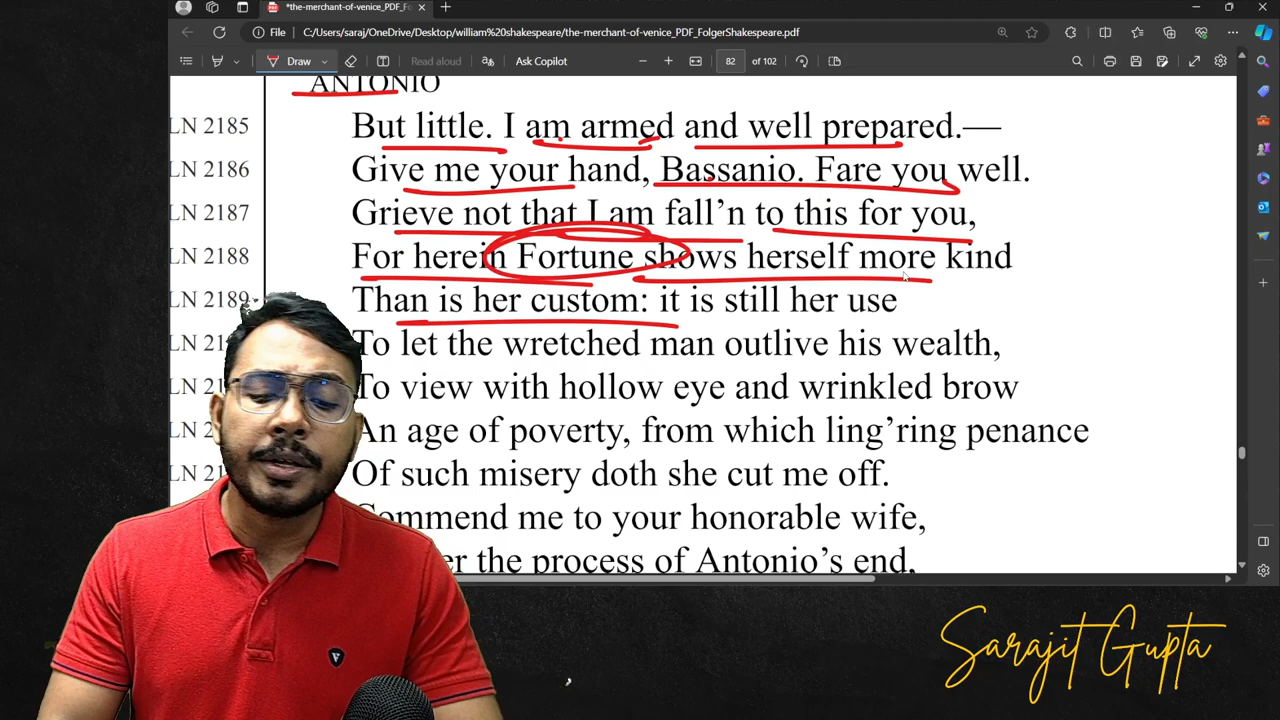 *the-merchant-of-venice_PDF_F
File C:/Users/saraj/OneDrive/Desktop/william%20shakespeare/the-merchant-of-venice_PDF_FolgerShakespeare.pdf
Draw Read aloud Ask Copilot 82 of 102
ANTONIO
LN 2185 But little. I am armed and well prepared.—
LN 2186 Give me your hand, Bassanio. Fare you well.
LN 2187 Grieve not that I am fall’n to this for you,
LN 2188 For herein Fortune shows herself more kind
LN 2189 Than is her custom: it is still her use
LN To let the wretched man outlive his wealth,
LN To view with hollow eye and wrinkled brow
LN An age of poverty, from which ling’ring penance
LN Of such misery doth she cut me off.
Commend me to your honorable wife,
the process of Antonio’s end,
Sarajit Gupta